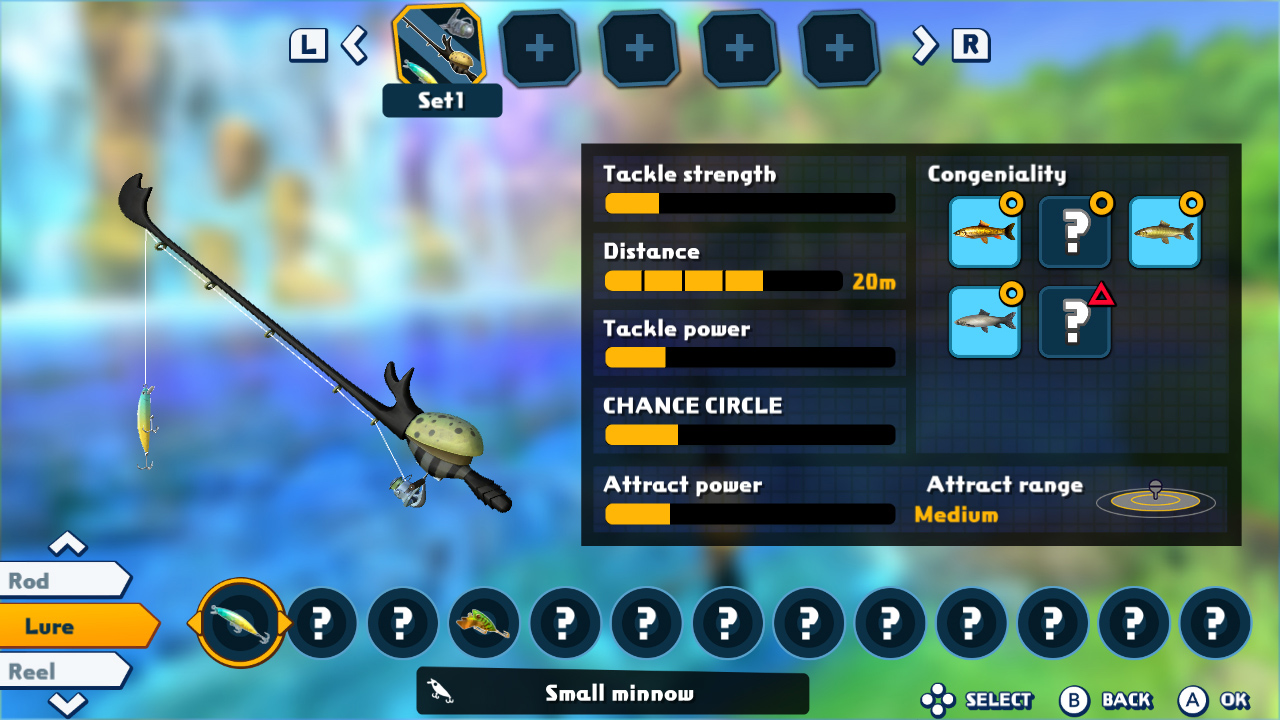 L
R
Set1
Tackle strength
Congeniality
?
Distance
20m
?
Tackle power
CHANCE CIRCLE
Attract power
Attract range
Medium
Rod
Lure
? ? ? ? ? ? ? ? ? ? ?
Reel
Small minnow
SELECT
B BACK
A OK